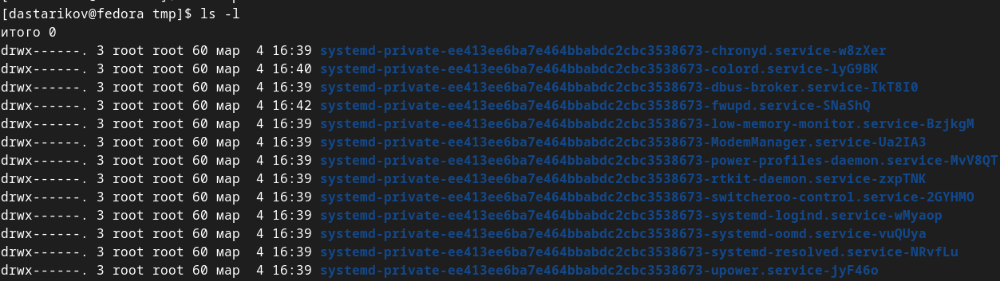 [dastarikov@fedora tmp]$ ls -l
итого 0
drwx------. 3 root root 60 мар  4 16:39 systemd-private-ee413ee6ba7e464bbabdc2cbc3538673-chronyd.service-w8zXer
drwx------. 3 root root 60 мар  4 16:40 systemd-private-ee413ee6ba7e464bbabdc2cbc3538673-colord.service-lyG9BK
drwx------. 3 root root 60 мар  4 16:39 systemd-private-ee413ee6ba7e464bbabdc2cbc3538673-dbus-broker.service-IkT8I0
drwx------. 3 root root 60 мар  4 16:42 systemd-private-ee413ee6ba7e464bbabdc2cbc3538673-fwupd.service-SNaShQ
drwx------. 3 root root 60 мар  4 16:39 systemd-private-ee413ee6ba7e464bbabdc2cbc3538673-low-memory-monitor.service-BzjkgM
drwx------. 3 root root 60 мар  4 16:39 systemd-private-ee413ee6ba7e464bbabdc2cbc3538673-ModemManager.service-Ua2IA3
drwx------. 3 root root 60 мар  4 16:39 systemd-private-ee413ee6ba7e464bbabdc2cbc3538673-power-profiles-daemon.service-MvV8QT
drwx------. 3 root root 60 мар  4 16:39 systemd-private-ee413ee6ba7e464bbabdc2cbc3538673-rtkit-daemon.service-zxpTNK
drwx------. 3 root root 60 мар  4 16:39 systemd-private-ee413ee6ba7e464bbabdc2cbc3538673-switcheroo-control.service-2GYHMO
drwx------. 3 root root 60 мар  4 16:39 systemd-private-ee413ee6ba7e464bbabdc2cbc3538673-systemd-logind.service-wMyaop
drwx------. 3 root root 60 мар  4 16:39 systemd-private-ee413ee6ba7e464bbabdc2cbc3538673-systemd-oomd.service-vuQUya
drwx------. 3 root root 60 мар  4 16:39 systemd-private-ee413ee6ba7e464bbabdc2cbc3538673-systemd-resolved.service-NRvfLu
drwx------. 3 root root 60 мар  4 16:39 systemd-private-ee413ee6ba7e464bbabdc2cbc3538673-upower.service-jyF46o